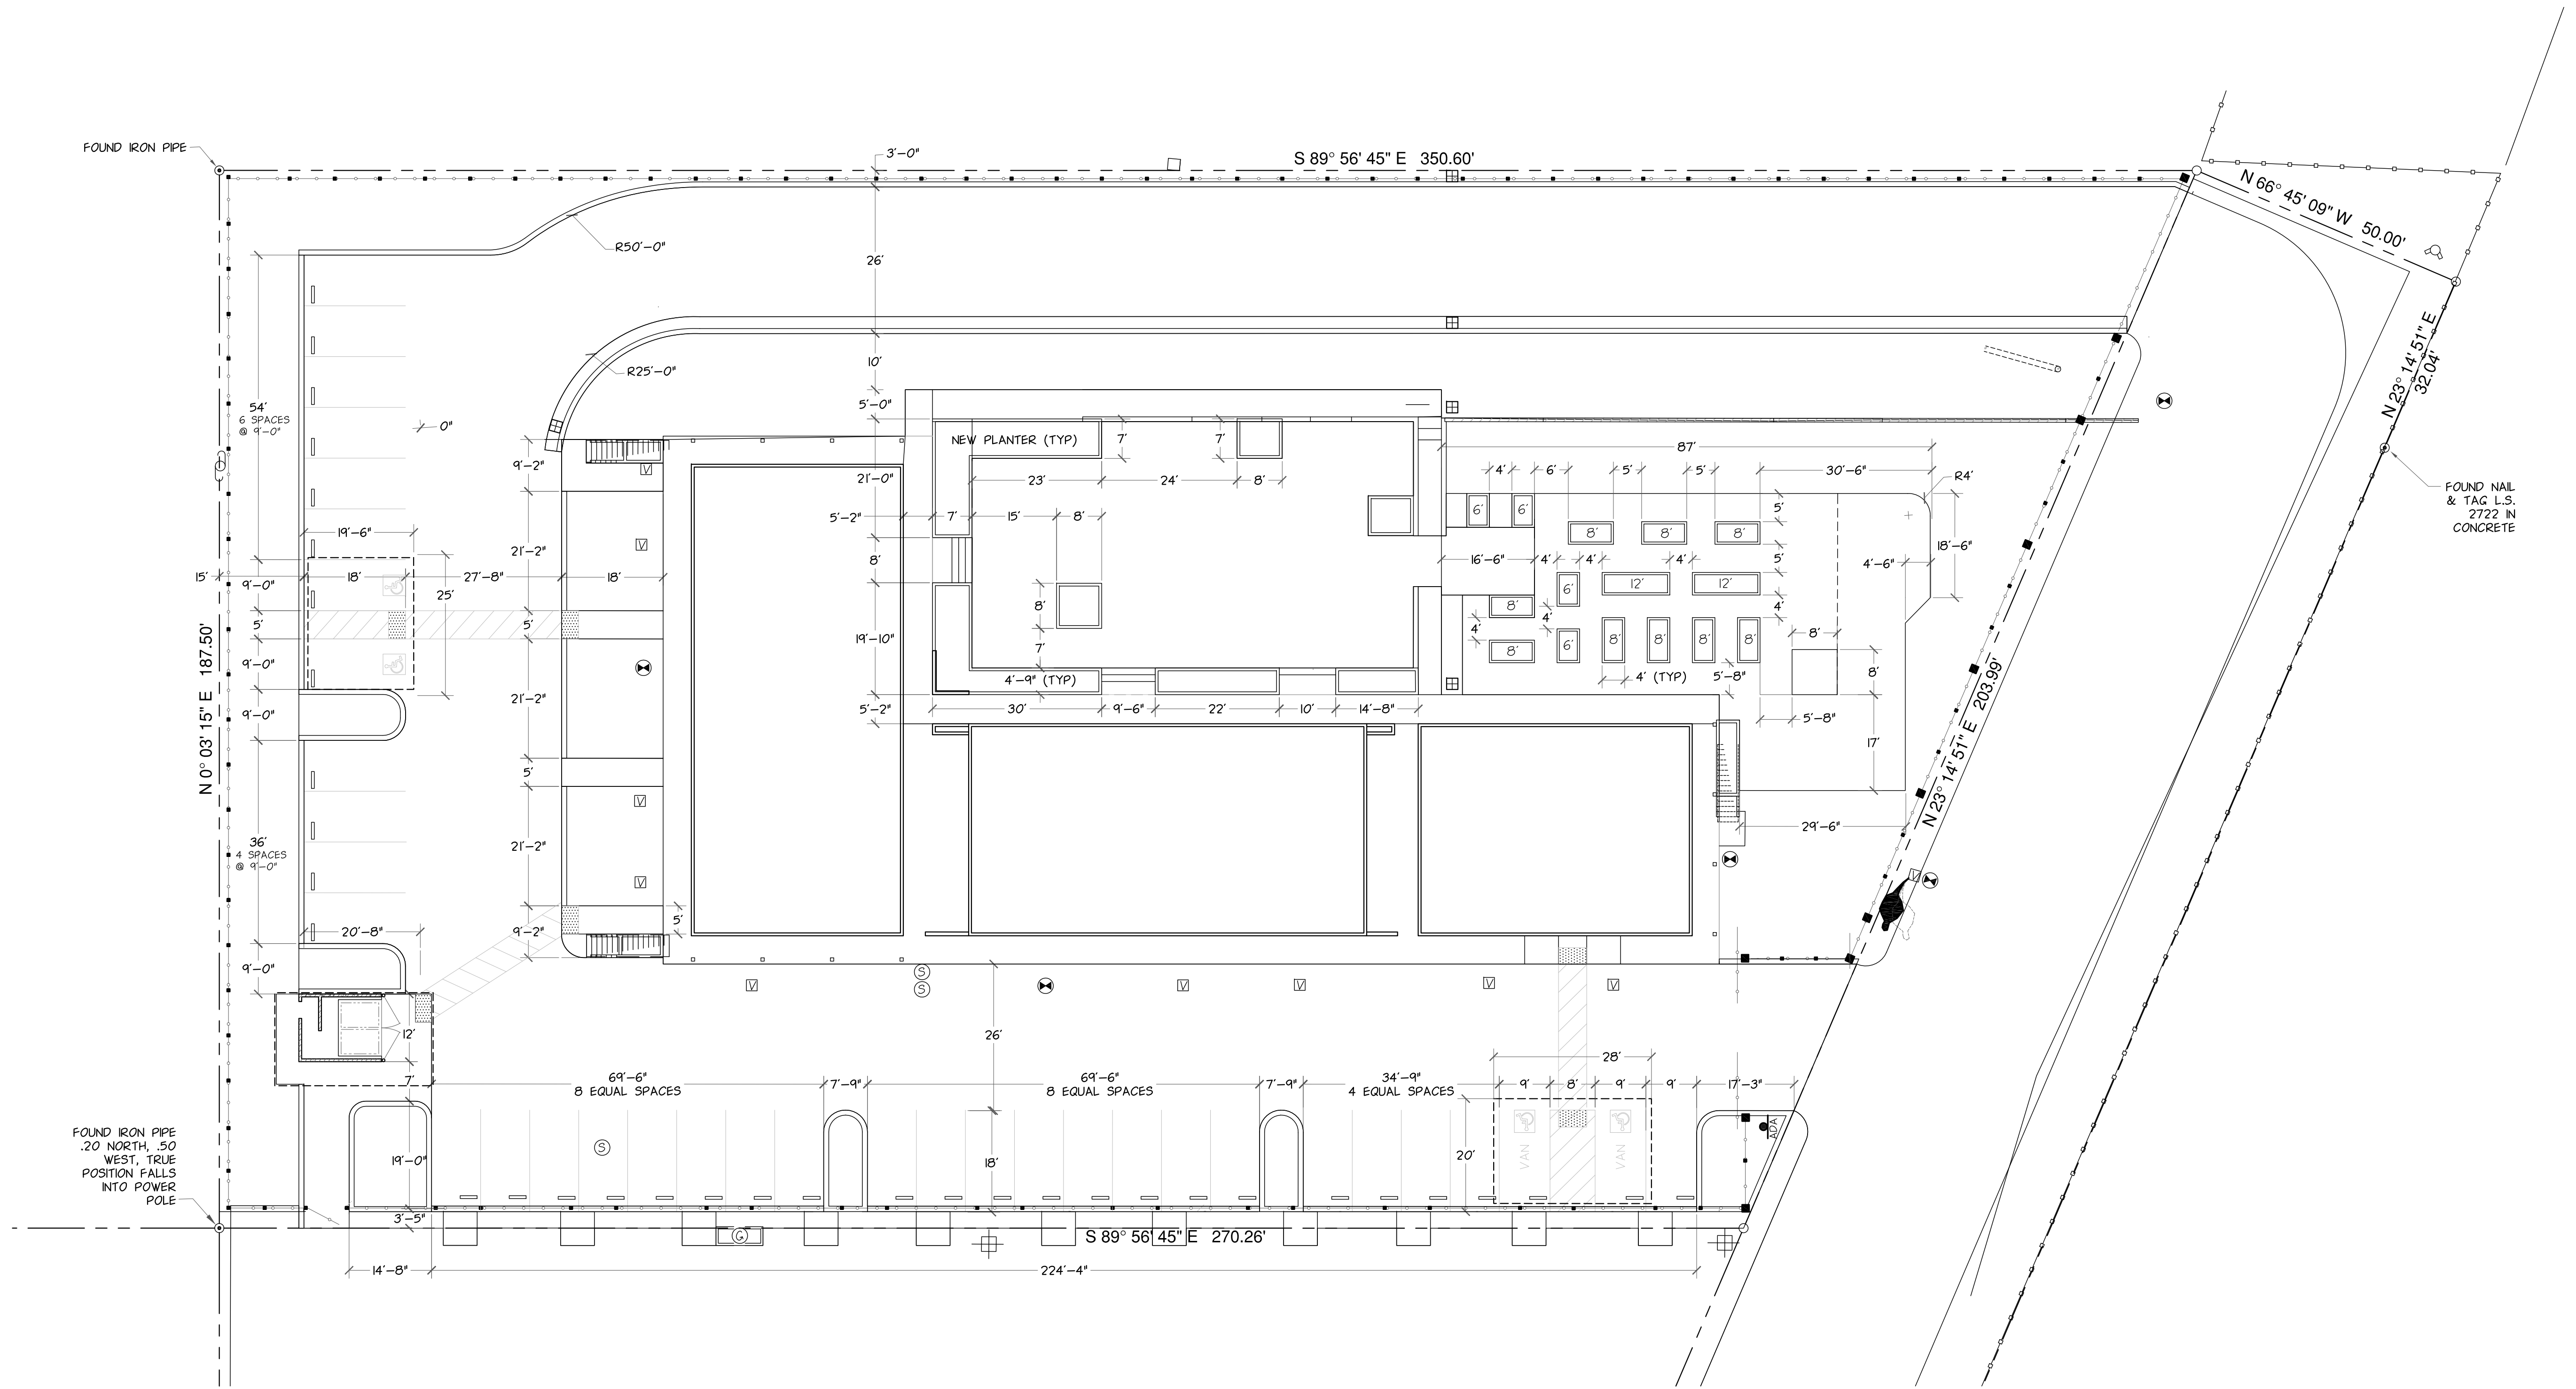 3'-0"
S 89° 56' 45" E 350.60'
FOUND IRON PIPE
N 66° 45' 09" W 50.00'
R50'-0"
26'
10'
R25'-0"
N 23° 14' 51" E
32.04'
5'-0"
54'
6 SPACES
@ 9'-0"
0"
NEW PLANTER (TYP)
7'
7'
87'
9'-2"
21'-0"
23'
24'
8'
4'
6'
5'
5'
30'-6"
R4'
FOUND NAIL
& TAG L.S.
2722 IN
CONCRETE
V
6'
6'
5'
5'-2"
7'
15'
8'
19'-6"
8'
8'
8'
18'-6"
V
21'-2"
8'
16'-6"
4'
4'
4'
5'
4'-6"
15'
9'-0"
18'
27'-8"
18'
25'
6'
12'
12'
8'
8'
4'
4'
5'
5'
4'
8'
8'
8'
8'
8'
19'-10"
7'
8'
6'
9'-0"
N 0° 03' 15" E 187.50'
4'-9" (TYP)
4' (TYP)
5'-8"
8'
N 23° 14' 51" E 203.99'
21'-2"
9'-0"
5'-2"
30'
9'-6"
22'
10'
14'-8"
5'-8"
17'
5'
V
29'-6"
36'
4 SPACES
@ 9'-0"
21'-2"
V
V
5'
20'-8"
9'-2"
9'-0"
S
S
V
V
V
V
V
12'
26'
7'
28'
69'-6"
8 EQUAL SPACES
7'-9"
69'-6"
8 EQUAL SPACES
7'-9"
34'-9"
4 EQUAL SPACES
9'
8'
9'
9'
17'-3"
FOUND IRON PIPE
.20 NORTH, .50
WEST, TRUE
POSITION FALLS
INTO POWER
POLE
S
ADA
VAN
VAN
19'-0"
18'
20'
3'-5"
G
S 89° 56' 45" E 270.26'
14'-8"
224'-4"